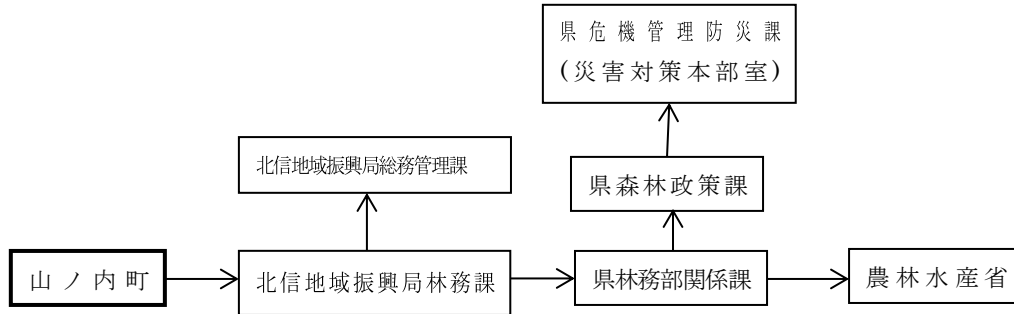 県危機管理防災課
(災害対策本部室)
北信地域振興局総務管理課
県森林政策課
山ノ内町
北信地域振興局林務課
県林務部関係課
農林水産省